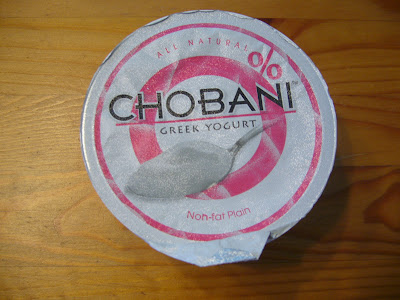 ALL NATURAL
0%
CHOBANI
GREEK YOGURT
Non-fat Plain